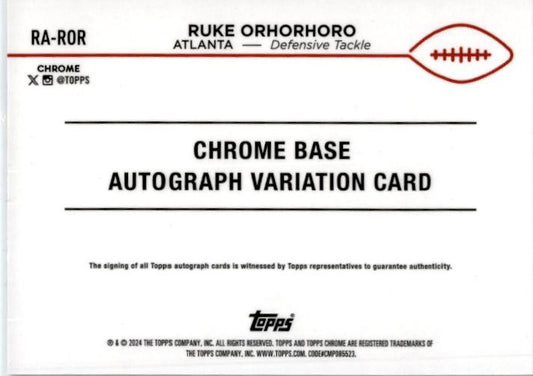 RA-ROR
RUKE ORHORHORO
ATLANTA — Defensive Tackle
CHROME
@TOPPS
CHROME BASE
AUTOGRAPH VARIATION CARD
The signing of all Topps autograph cards is witnessed by Topps representatives to guarantee authenticity.
Topps
® & © 2024 THE TOPPS COMPANY, INC. ALL RIGHTS RESERVED. TOPPS AND TOPPS CHROME ARE REGISTERED TRADEMARKS OF
THE TOPPS COMPANY, INC. WWW.TOPPS.COM. CODE#CMP085523.